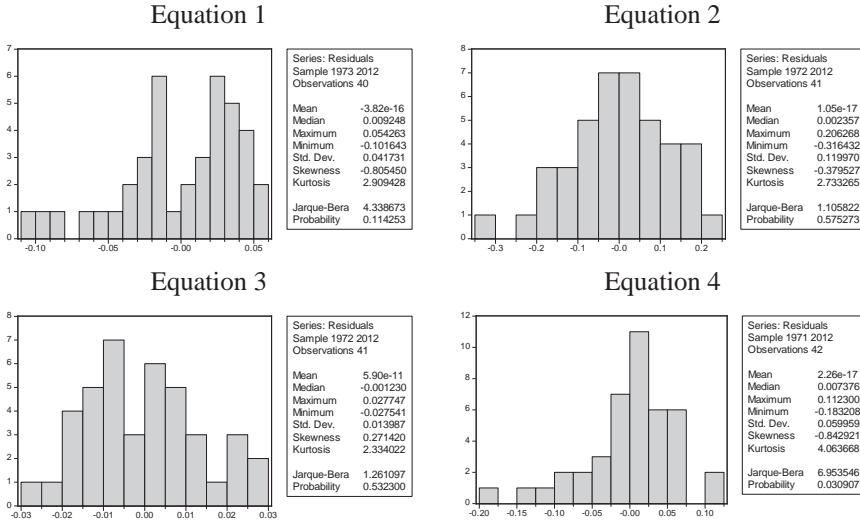 Equation 1
7
6
5
4
3
2
1
0
-0.10 -0.05 -0.00 0.05
Series: Residuals
Sample 1973 2012
Observations 40
Mean -3.82e-16
Median 0.009248
Maximum 0.054263
Minimum -0.101643
Std. Dev. 0.041731
Skewness -0.805450
Kurtosis 2.909428
Jarque-Bera 4.338673
Probability 0.114253
Equation 2
8
7
6
5
4
3
2
1
0
-0.3 -0.2 -0.1 -0.0 0.1 0.2
Series: Residuals
Sample 1972 2012
Observations 41
Mean 1.05e-17
Median 0.002357
Maximum 0.206268
Minimum -0.316432
Std. Dev. 0.119970
Skewness -0.379527
Kurtosis 2.733265
Jarque-Bera 1.105822
Probability 0.575273
Equation 3
8
7
6
5
4
3
2
1
0
-0.03 -0.02 -0.01 0.00 0.01 0.02 0.03
Series: Residuals
Sample 1972 2012
Observations 41
Mean 5.90e-11
Median -0.001230
Maximum 0.027747
Minimum -0.027541
Std. Dev. 0.013987
Skewness 0.271420
Kurtosis 2.334022
Jarque-Bera 1.261097
Probability 0.532300
Equation 4
12
10
8
6
4
2
0
-0.20 -0.15 -0.10 -0.05 -0.00 0.05 0.10
Series: Residuals
Sample 1971 2012
Observations 42
Mean 2.26e-17
Median 0.007376
Maximum 0.112300
Minimum -0.183208
Std. Dev. 0.059959
Skewness -0.842921
Kurtosis 4.063668
Jarque-Bera 6.953546
Probability 0.030907